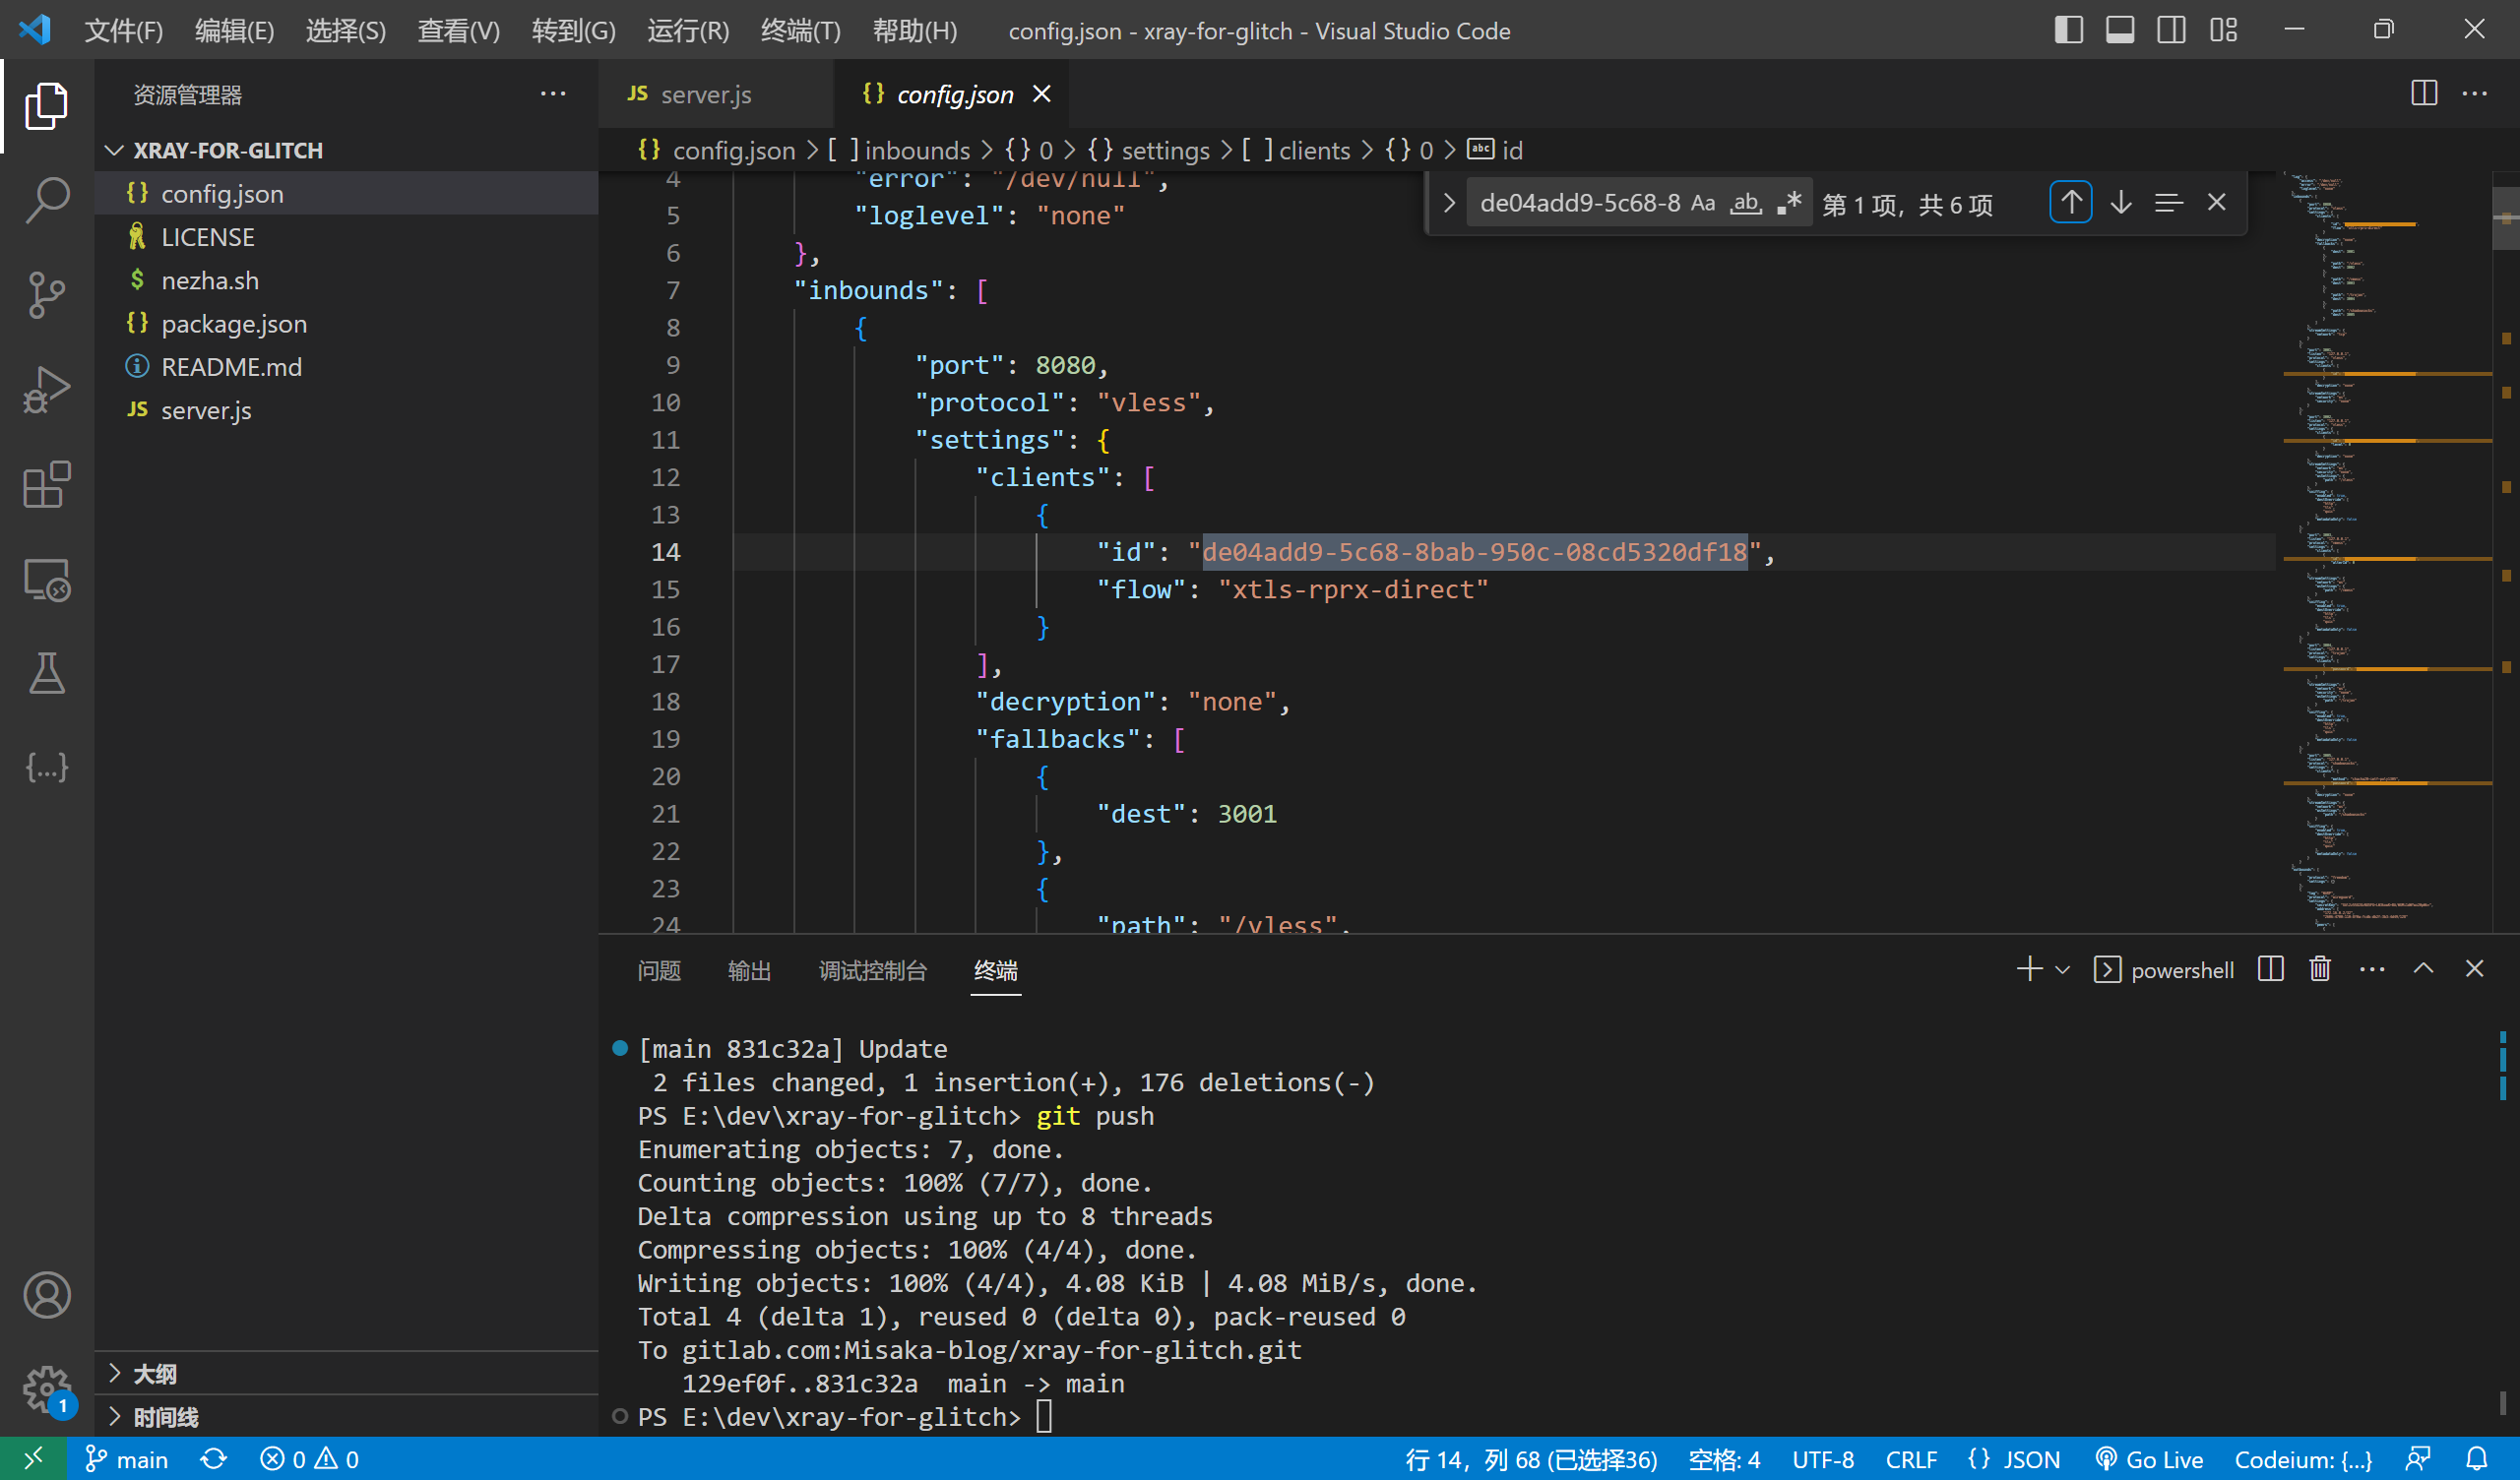 文件(F) 编辑(E) 选择(S) 查看(V) 转到(G) 运行(R) 终端(T) 帮助(H) config.json - xray-for-glitch - Visual Studio Code
资源管理器
XRAY-FOR-GLITCH
config.json
LICENSE
nezha.sh
package.json
README.md
JS server.js
大纲
时间线
JS server.js {} config.json
{} config.json > [ ] inbounds > {} 0 > {} settings > [ ] clients > {} 0 > abc id
de04add9-5c68-8 Aa ab .* 第 1 项，共 6 项
4 "error": "/dev/null",
5 "loglevel": "none"
6 },
7 "inbounds": [
8 {
9 "port": 8080,
10 "protocol": "vless",
11 "settings": {
12 "clients": [
13 {
14 "id": "de04add9-5c68-8bab-950c-08cd5320df18",
15 "flow": "xtls-rprx-direct"
16 }
17 ],
18 "decryption": "none",
19 "fallbacks": [
20 {
21 "dest": 3001
22 },
23 {
24 "path": "/vless",
问题 输出 调试控制台 终端 powershell
[main 831c32a] Update
2 files changed, 1 insertion(+), 176 deletions(-)
PS E:\dev\xray-for-glitch> git push
Enumerating objects: 7, done.
Counting objects: 100% (7/7), done.
Delta compression using up to 8 threads
Compressing objects: 100% (4/4), done.
Writing objects: 100% (4/4), 4.08 KiB | 4.08 MiB/s, done.
Total 4 (delta 1), reused 0 (delta 0), pack-reused 0
To gitlab.com:Misaka-blog/xray-for-glitch.git
129ef0f..831c32a main -> main
PS E:\dev\xray-for-glitch>
1
main 0 0 行 14，列 68 (已选择36) 空格: 4 UTF-8 CRLF {} JSON Go Live Codeium: {...}